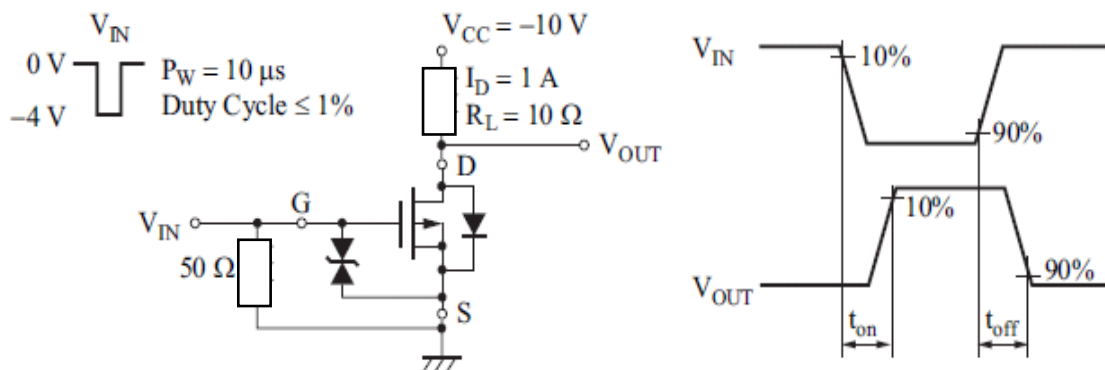 V_IN
0 V
−4 V
P_W = 10 μs
Duty Cycle ≤ 1%
V_CC = −10 V
I_D = 1 A
R_L = 10 Ω
V_OUT
D
G
V_IN
50 Ω
S
V_IN
10%
90%
10%
90%
V_OUT
t_on
t_off